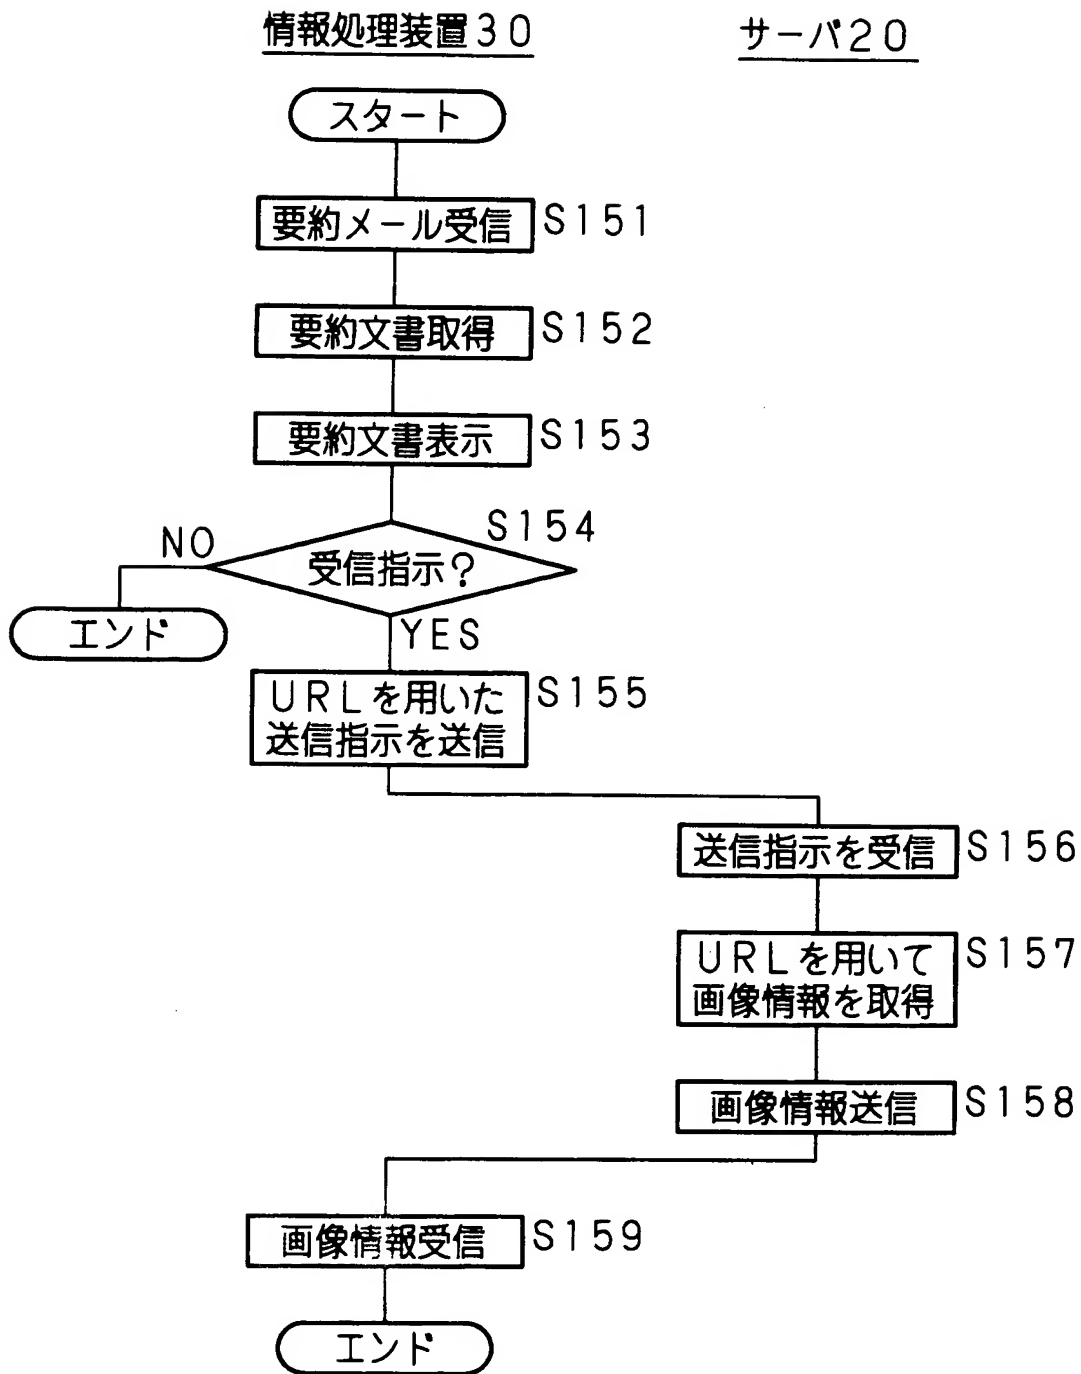 情報処理装置30
サーバ20
スタート
要約メール受信
S151
要約文書取得
S152
要約文書表示
S153
S154
NO
受信指示?
エンド
YES
URLを用いた
送信指示を送信
S155
送信指示を受信
S156
URLを用いて
画像情報を取得
S157
画像情報送信
S158
画像情報受信
S159
エンド